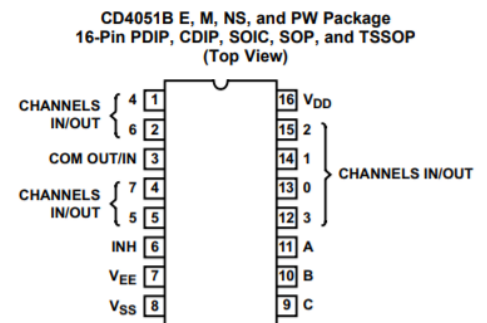 CD4051B E, M, NS, and PW Package
16-Pin PDIP, CDIP, SOIC, SOP, and TSSOP
(Top View)
CHANNELS IN/OUT
4 1
6 2
COM OUT/IN 3
CHANNELS IN/OUT
7 4
5 5
INH 6
VEE 7
VSS 8
16 VDD
15 2
14 1
13 0
12 3
CHANNELS IN/OUT
11 A
10 B
9 C